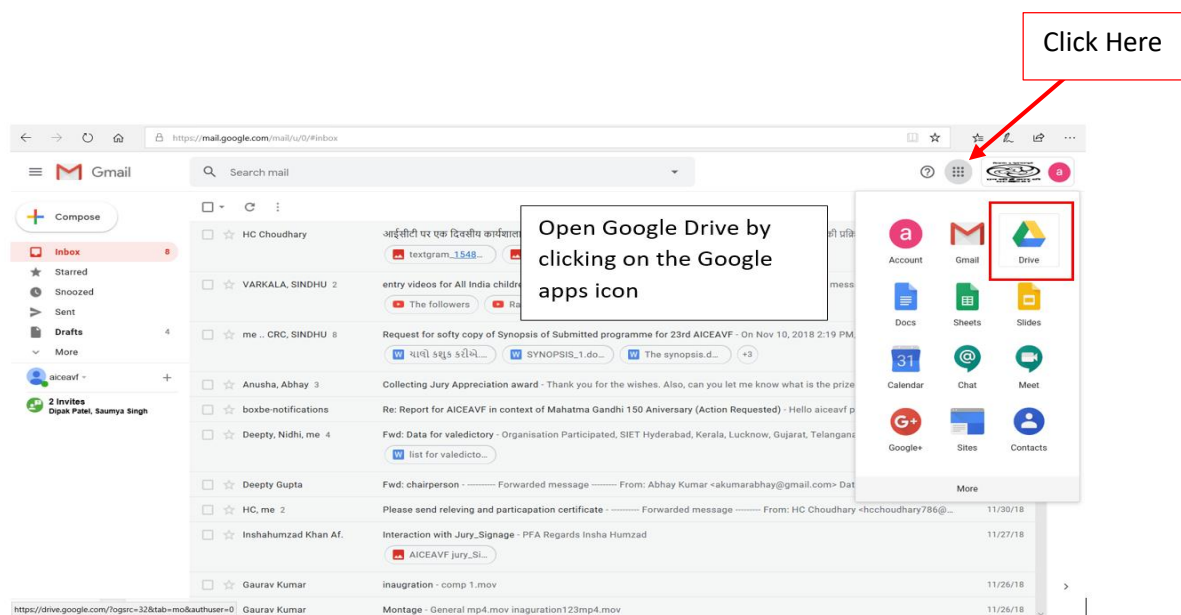 Click Here
https://mail.google.com/mail/u/0/#inbox
Gmail
Search mail
a
Compose
Inbox 8
Starred
Snoozed
Sent
Drafts 4
More
aiceavf
2 Invites
Dipak Patel, Saumya Singh
Open Google Drive by
clicking on the Google
apps icon
HC Choudhary आईसीटी पर एक दिवसीय कार्यशाला
textgram_1548...
VARKALA, SINDHU 2 entry videos for All India childre mess
The followers Ra
me .. CRC, SINDHU 8 Request for softy copy of Synopsis of Submitted programme for 23rd AICEAVF - On Nov 10, 2018 2:19 PM,
SYNOPSIS_1.do... The synopsis.d... +3
Anusha, Abhay 3 Collecting Jury Appreciation award - Thank you for the wishes. Also, can you let me know what is the prize
boxbe-notifications Re: Report for AICEAVF in context of Mahatma Gandhi 150 Aniversary (Action Requested) - Hello aiceavf p
Deepty, Nidhi, me 4 Fwd: Data for valedictory - Organisation Participated, SIET Hyderabad, Kerala, Lucknow, Gujarat, Telangana
list for valedicto...
Deepty Gupta Fwd: chairperson - ---------- Forwarded message --------- From: Abhay Kumar <akumarabhay@gmail.com> Dat
HC, me 2 Please send releving and particapation certificate - ---------- Forwarded message --------- From: HC Choudhary <hcchoudhary786@... 11/30/18
Inshahumzad Khan Af. Interaction with Jury_Signage - PFA Regards Insha Humzad 11/27/18
AICEAVF jury_Si...
Gaurav Kumar inaugration - comp 1.mov 11/26/18
Gaurav Kumar Montage - General mp4.mov inaguration123mp4.mov 11/26/18
a
Account Gmail Drive
Docs Sheets Slides
31
Calendar Chat Meet
G+
Google+ Sites Contacts
More
https://drive.google.com/?ogsrc=32&tab=mo&authuser=0